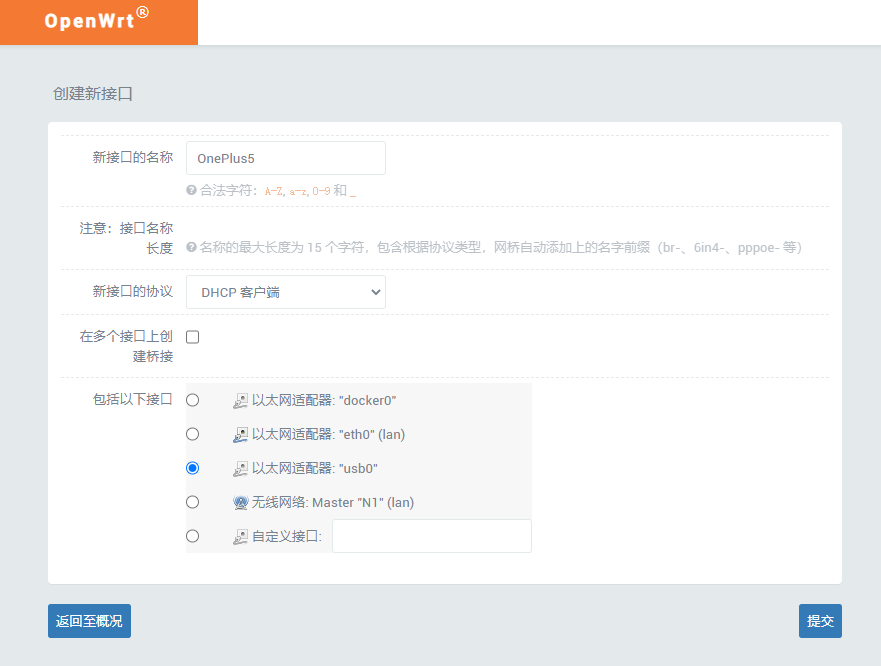 OpenWrt®
创建新接口
新接口的名称
OnePlus5
合法字符：A-Z, a-z, 0-9 和 _
注意：接口名称
长度
名称的最大长度为 15 个字符，包含根据协议类型，网桥自动添加上的名字前缀（br-、6in4-、pppoe- 等）
新接口的协议
DHCP 客户端
在多个接口上创
建桥接
包括以下接口
以太网适配器: "docker0"
以太网适配器: "eth0" (lan)
以太网适配器: "usb0"
无线网络: Master "N1" (lan)
自定义接口:
返回至概况
提交